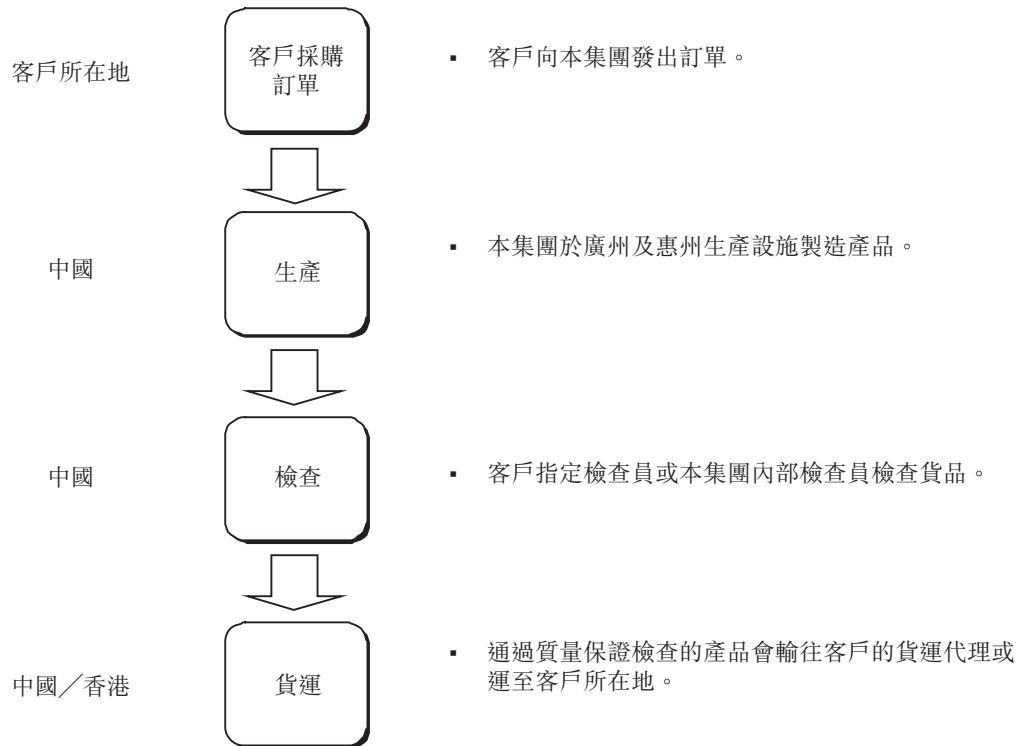 客戶所在地
客戶採購
訂單
▪ 客戶向本集團發出訂單。
中國
生產
▪ 本集團於廣州及惠州生產設施製造產品。
中國
檢查
▪ 客戶指定檢查員或本集團內部檢查員檢查貨品。
中國╱香港
貨運
▪ 通過質量保證檢查的產品會輸往客戶的貨運代理或
運至客戶所在地。